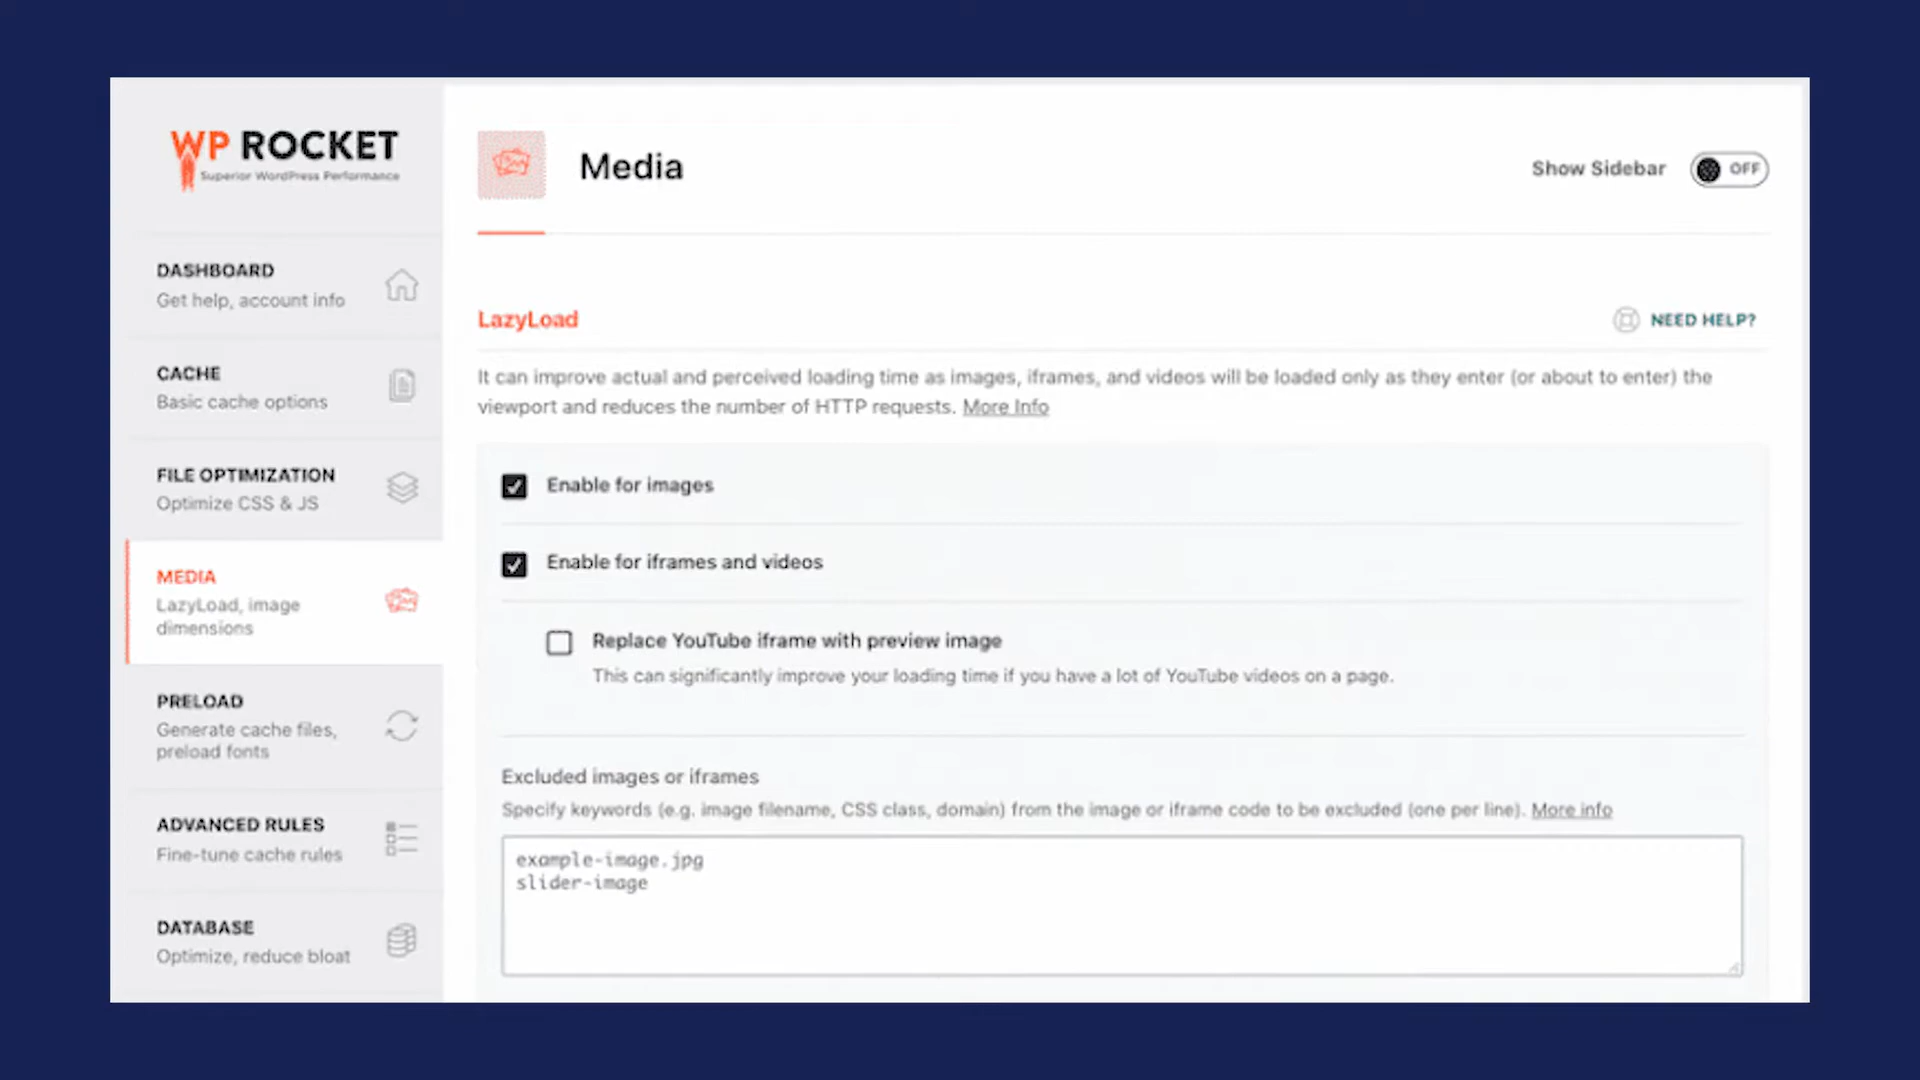 WP ROCKET
Superior WordPress Performance
DASHBOARD
Get help, account info
CACHE
Basic cache options
FILE OPTIMIZATION
Optimize CSS & JS
MEDIA
LazyLoad, image
dimensions
PRELOAD
Generate cache files,
preload fonts
ADVANCED RULES
Fine-tune cache rules
DATABASE
Optimize, reduce bloat
Media
Show Sidebar OFF
LazyLoad
NEED HELP?
It can improve actual and perceived loading time as images, iframes, and videos will be loaded only as they enter (or about to enter) the
viewport and reduces the number of HTTP requests. More Info
Enable for images
Enable for iframes and videos
Replace YouTube iframe with preview image
This can significantly improve your loading time if you have a lot of YouTube videos on a page.
Excluded images or iframes
Specify keywords (e.g. image filename, CSS class, domain) from the image or iframe code to be excluded (one per line). More info
example-image.jpg
slider-image